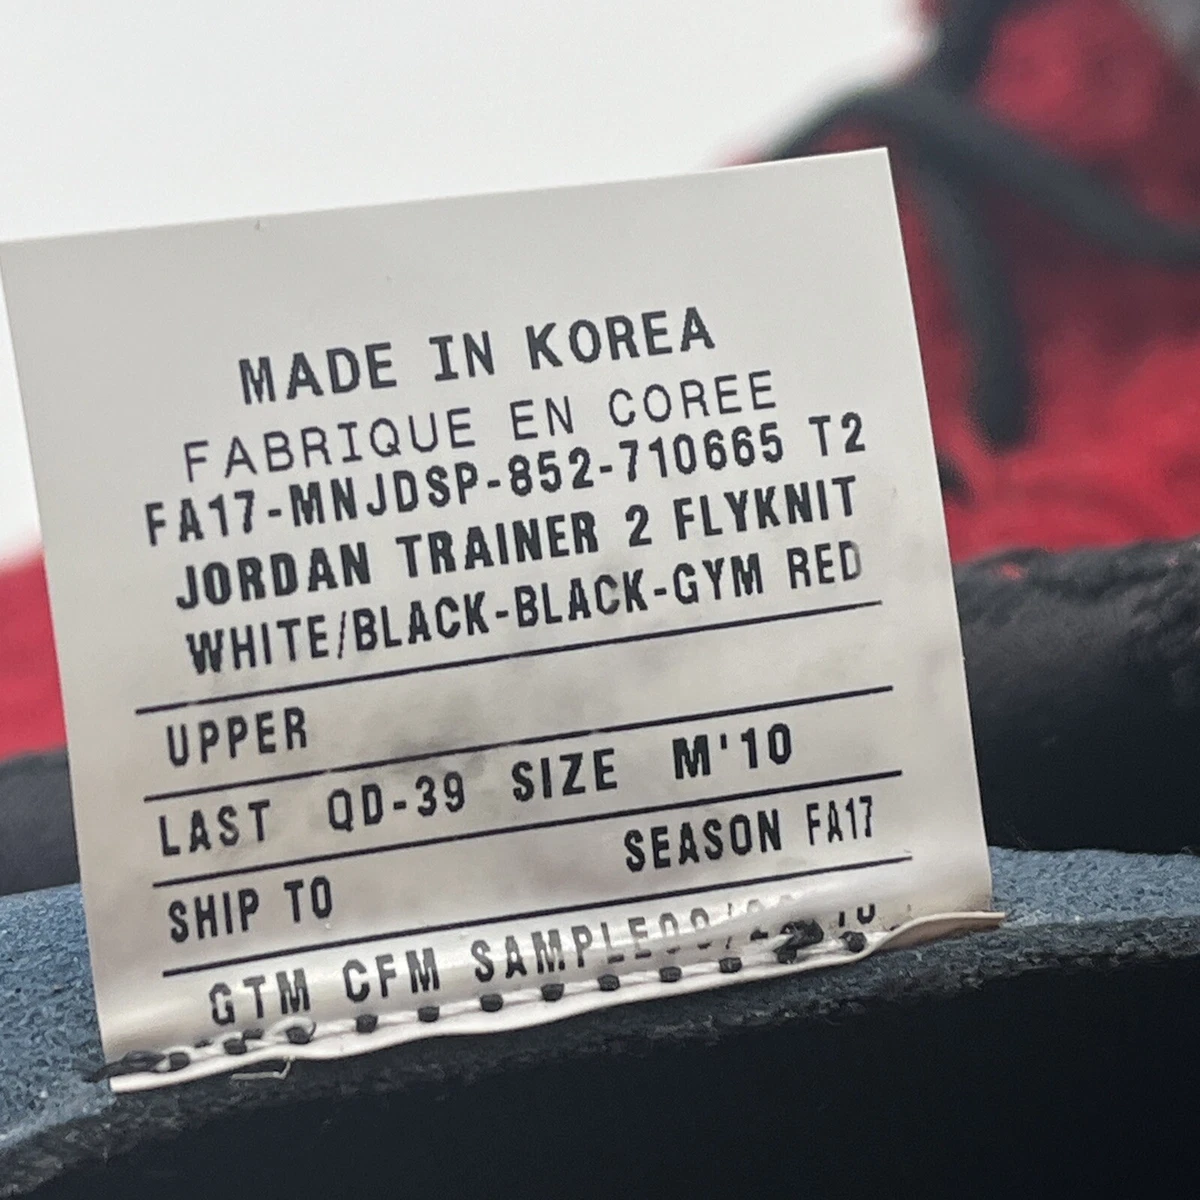 MADE IN KOREA
FABRIQUE EN COREE
FA17-MNJDSP-852-710665 T2
JORDAN TRAINER 2 FLYKNIT
WHITE/BLACK-BLACK-GYM RED
UPPER
LAST QD-39 SIZE M'10
SHIP TO SEASON FA17
GTM CFM SAMPLE